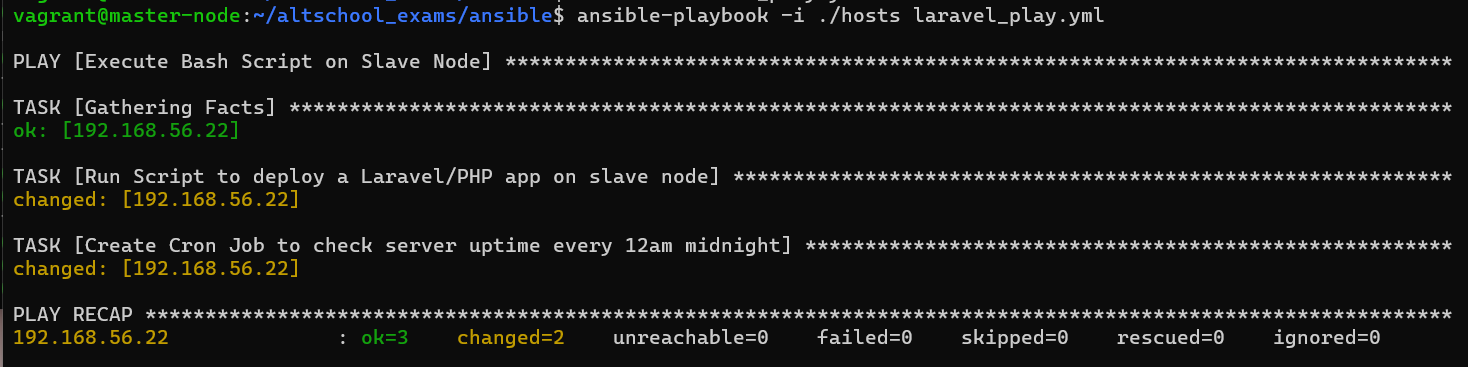 vagrant@master-node:~/altschool_exams/ansible$ ansible-playbook -i ./hosts laravel_play.yml
PLAY [Execute Bash Script on Slave Node] *******************************************************************************
TASK [Gathering Facts] *************************************************************************************************
ok: [192.168.56.22]
TASK [Run Script to deploy a Laravel/PHP app on slave node] ************************************************************
changed: [192.168.56.22]
TASK [Create Cron Job to check server uptime every 12am midnight] ******************************************************
changed: [192.168.56.22]
PLAY RECAP *************************************************************************************************************
192.168.56.22              : ok=3    changed=2    unreachable=0    failed=0    skipped=0    rescued=0    ignored=0